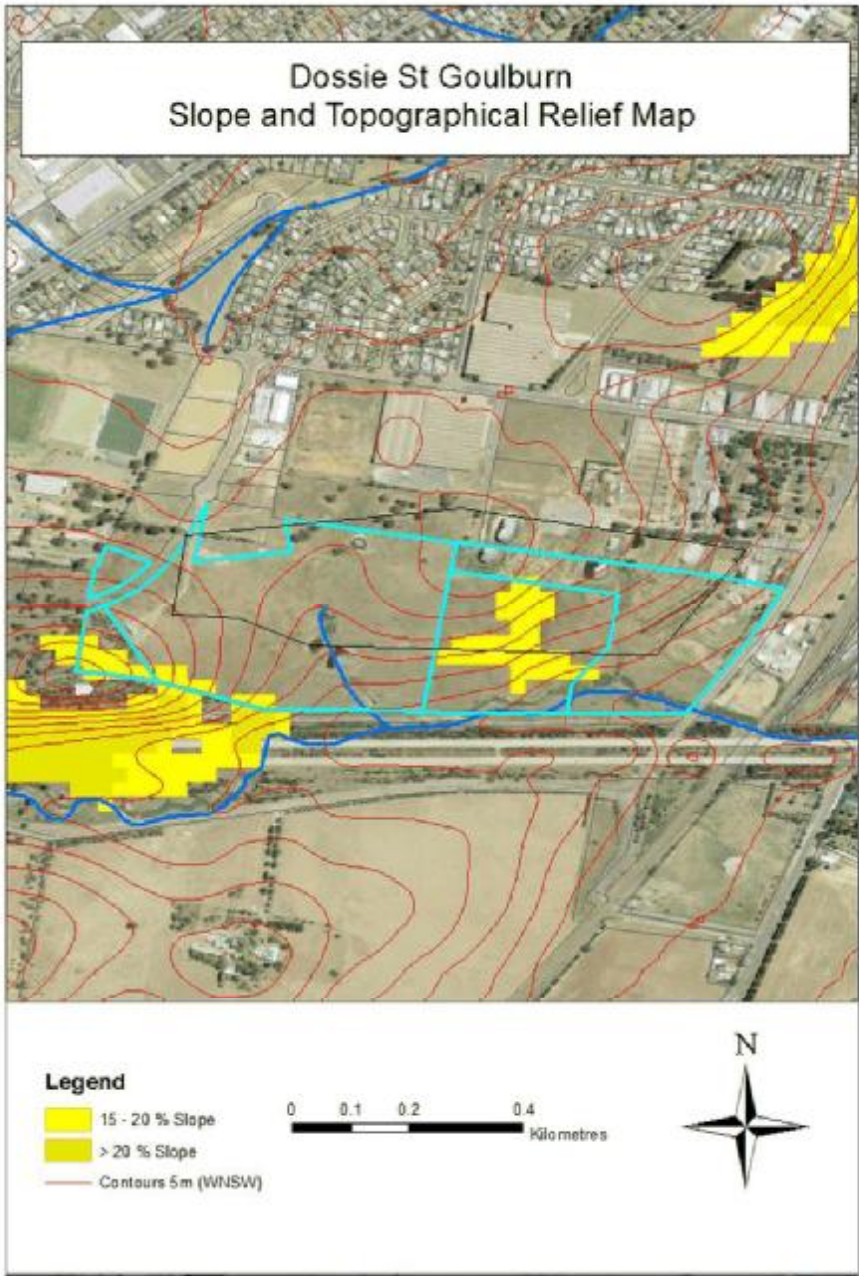 Dossie St Goulburn
Slope and Topographical Relief Map
Legend
15 - 20 % Slope
> 20 % Slope
Contours 5m (WNSW)
0 0.1 0.2 0.4
Kilometres
N